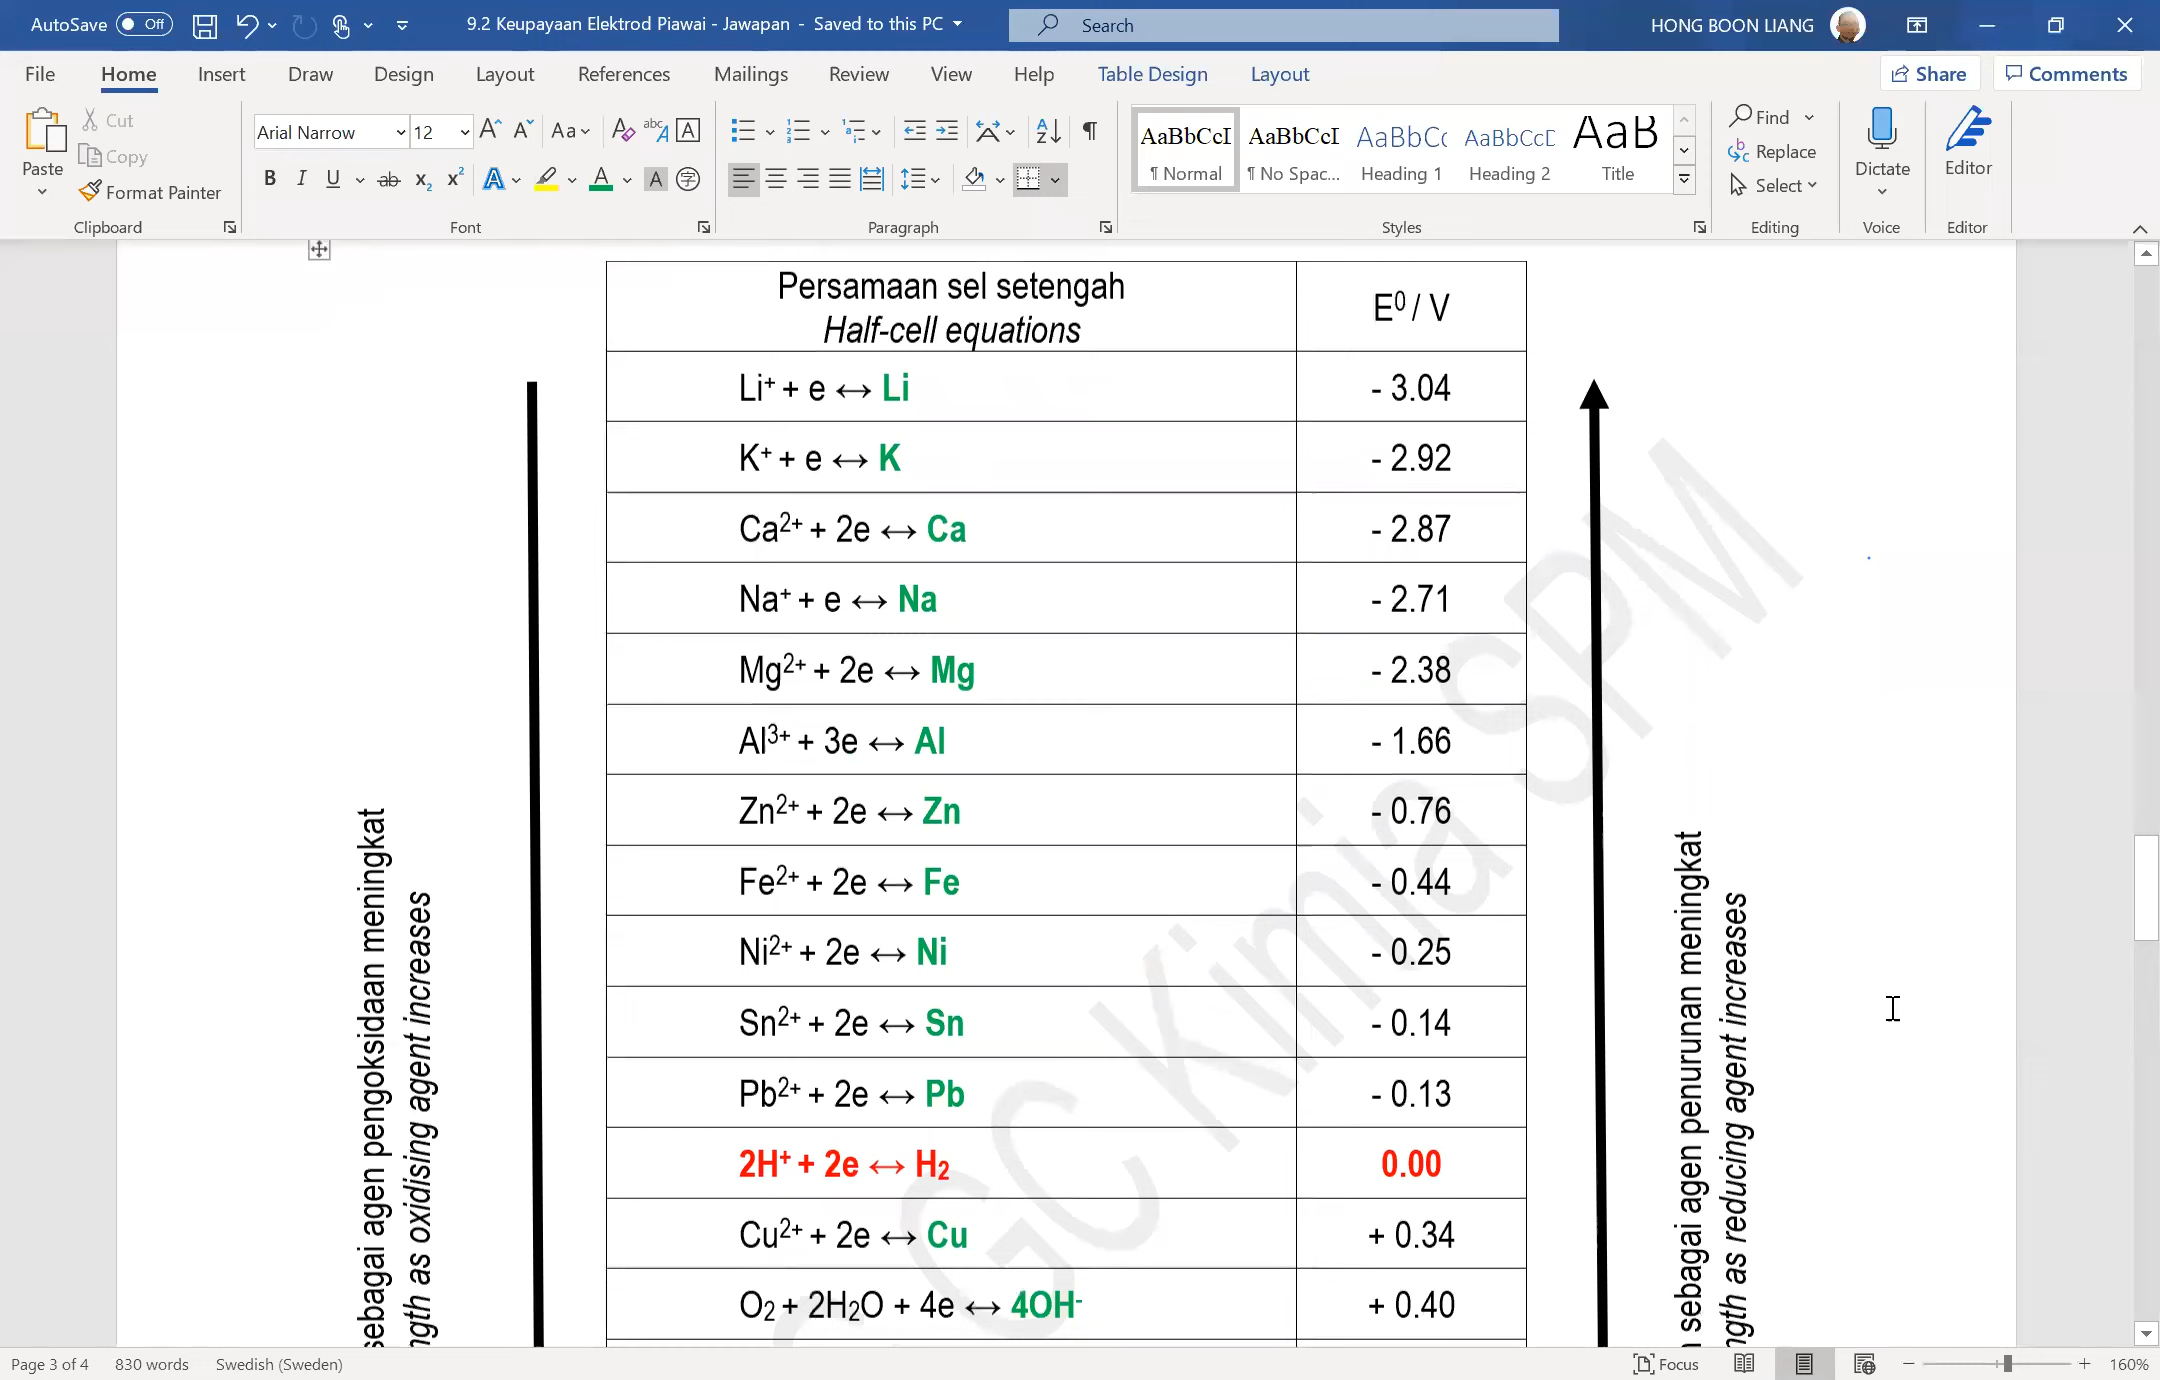 AutoSave Off 9.2 Keupayaan Elektrod Piawai - Jawapan - Saved to this PC Search HONG BOON LIANG
File Home Insert Draw Design Layout References Mailings Review View Help Table Design Layout Share Comments
Paste
Cut
Copy
Format Painter
Clipboard
Arial Narrow 12
Font
Paragraph
AaBbCcI AaBbCcI AaBbCc AaBbCcD AaB
¶ Normal ¶ No Spac... Heading 1 Heading 2 Title
Styles
Find
Replace
Select
Editing
Dictate
Voice
Editor
Editor
Persamaan sel setengah
Half-cell equations
E⁰ / V
Li⁺ + e ↔ Li - 3.04
K⁺ + e ↔ K - 2.92
Ca²⁺ + 2e ↔ Ca - 2.87
Na⁺ + e ↔ Na - 2.71
Mg²⁺ + 2e ↔ Mg - 2.38
Al³⁺ + 3e ↔ Al - 1.66
Zn²⁺ + 2e ↔ Zn - 0.76
Fe²⁺ + 2e ↔ Fe - 0.44
Ni²⁺ + 2e ↔ Ni - 0.25
Sn²⁺ + 2e ↔ Sn - 0.14
Pb²⁺ + 2e ↔ Pb - 0.13
2H⁺ + 2e ↔ H₂ 0.00
Cu²⁺ + 2e ↔ Cu + 0.34
O₂ + 2H₂O + 4e ↔ 4OH⁻ + 0.40
sebagai agen pengoksidaan meningkat
as oxidising agent increases
sebagai agen penurunan meningkat
as reducing agent increases
GC Kimia SPM
Page 3 of 4 830 words Swedish (Sweden) Focus 160%